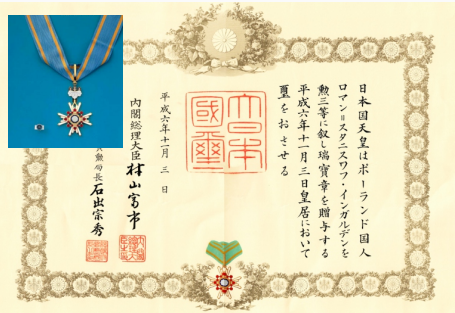 日本国天皇はポーランド国人
ロマン=スタニスワフ・インガルデンを
勲三等に叙し瑞寶章を贈与する
平成六年十一月三日皇居において
璽をおさせる
大日本國璽
平成六年十一月三日
内閣総理大臣 村山富市
勲局長 石出宗秀